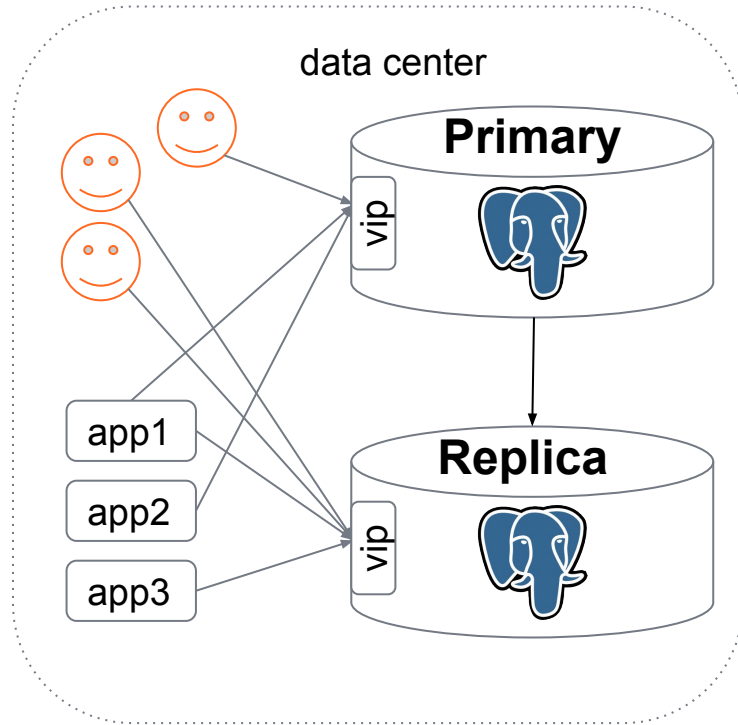 data center
Primary
vip
app1
app2
app3
Replica
vip